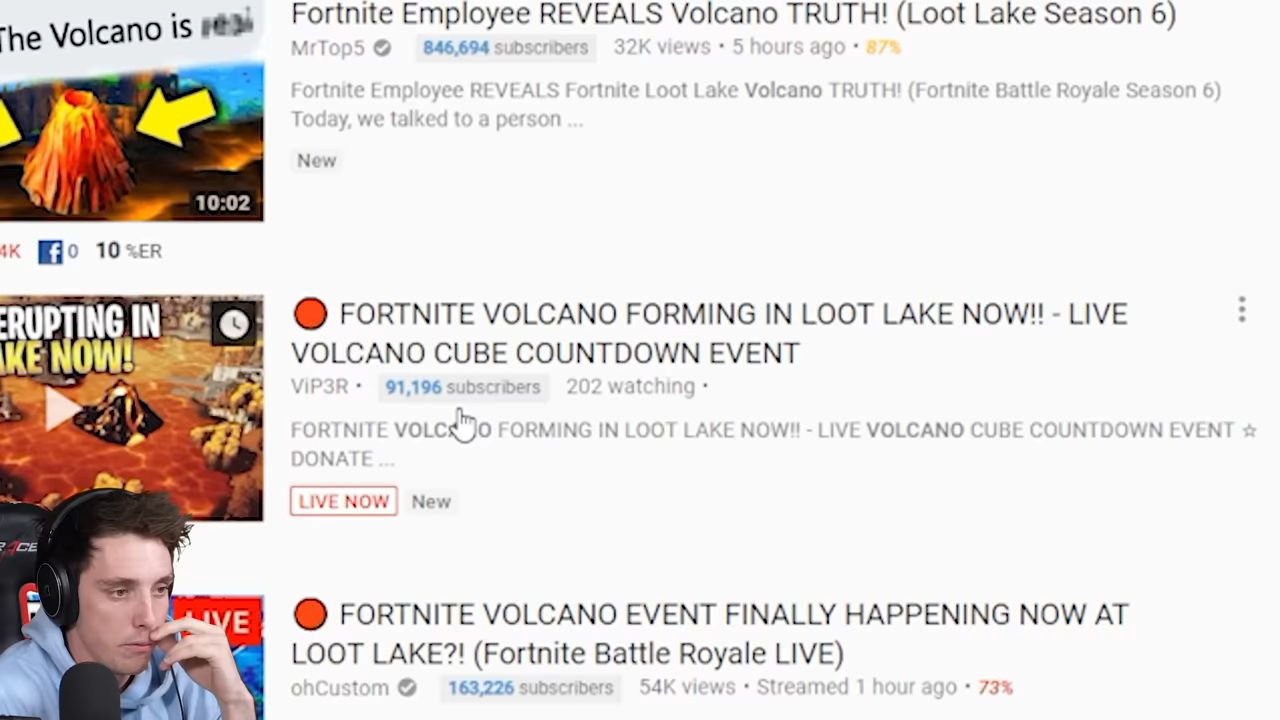 The Volcano is
Fortnite Employee REVEALS Volcano TRUTH! (Loot Lake Season 6)
MrTop5 846,694 subscribers 32K views • 5 hours ago • 87%
Fortnite Employee REVEALS Fortnite Loot Lake Volcano TRUTH! (Fortnite Battle Royale Season 6)
Today, we talked to a person ...
New
10:02
4K f 0 10 %ER
ERUPTING IN
AKE NOW!
FORTNITE VOLCANO FORMING IN LOOT LAKE NOW!! - LIVE
VOLCANO CUBE COUNTDOWN EVENT
ViP3R • 91,196 subscribers 202 watching •
FORTNITE VOLCANO FORMING IN LOOT LAKE NOW!! - LIVE VOLCANO CUBE COUNTDOWN EVENT ☆
DONATE ...
LIVE NOW New
LIVE
FORTNITE VOLCANO EVENT FINALLY HAPPENING NOW AT
LOOT LAKE?! (Fortnite Battle Royale LIVE)
ohCustom 163,226 subscribers 54K views • Streamed 1 hour ago • 73%